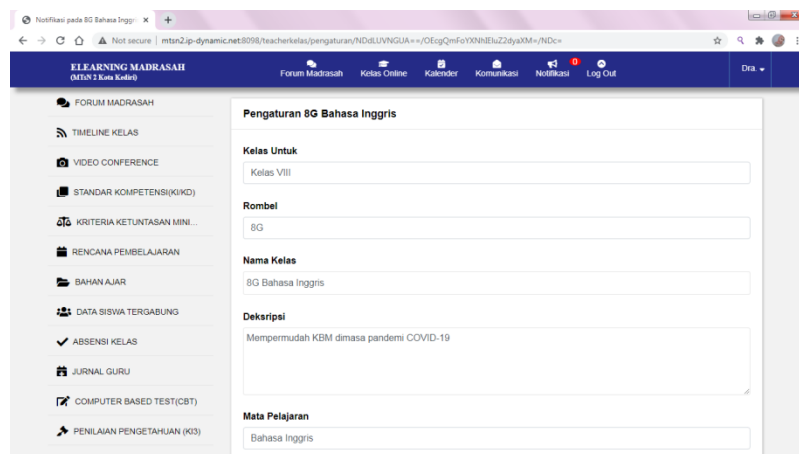 Notifikasi pada 8G Bahasa Inggri
Not secure | mtsn2.ip-dynamic.net:8098/teacherkelas/pengaturan/NDdLUVNGUA==/OEcgQmFoYXNhIEluZ2dyaXM=/NDc=
ELEARNING MADRASAH
(MTsN 2 Kota Kediri)
Forum Madrasah
Kelas Online
Kalender
Komunikasi
Notifikasi
0
Log Out
Dra.
FORUM MADRASAH
TIMELINE KELAS
VIDEO CONFERENCE
STANDAR KOMPETENSI(KI/KD)
KRITERIA KETUNTASAN MINI...
RENCANA PEMBELAJARAN
BAHAN AJAR
DATA SISWA TERGABUNG
ABSENSI KELAS
JURNAL GURU
COMPUTER BASED TEST(CBT)
PENILAIAN PENGETAHUAN (KI3)
Pengaturan 8G Bahasa Inggris
Kelas Untuk
Kelas VIII
Rombel
8G
Nama Kelas
8G Bahasa Inggris
Deksripsi
Mempermudah KBM dimasa pandemi COVID-19
Mata Pelajaran
Bahasa Inggris